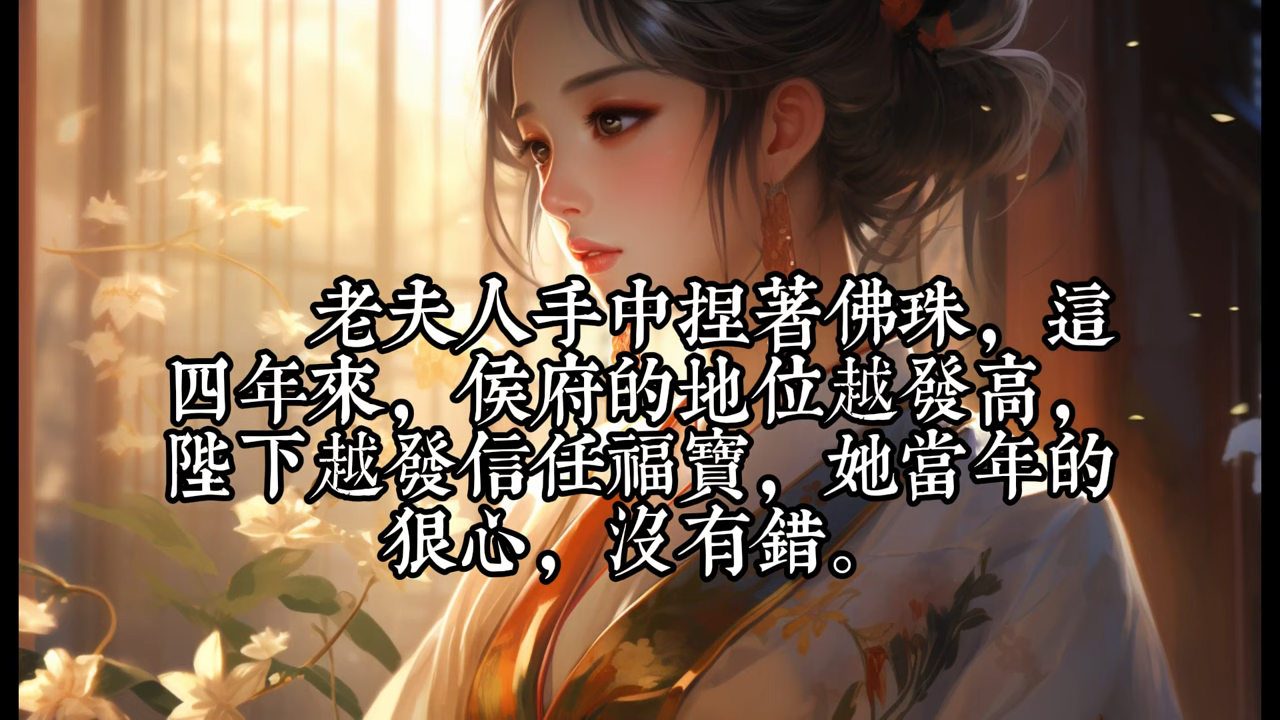 老夫人手中捏著佛珠，這
四年來，侯府的地位越發高，
陛下越發信任福寶，她當年的
狠心，沒有錯。